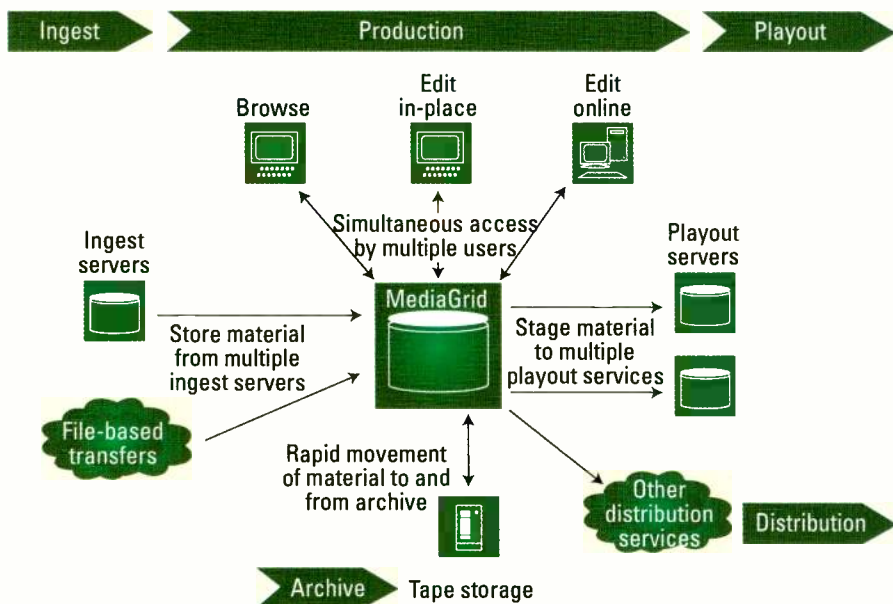 Ingest
Production
Playout
Browse
Edit
in-place
Edit
online
Simultaneous access
by multiple users
Ingest
servers
Playout
servers
MediaGrid
Store material
from multiple
ingest servers
Stage material
to multiple
playout services
File-based
transfers
Rapid movement
of material to and
from archive
Other
distribution
services
Distribution
Archive
Tape storage